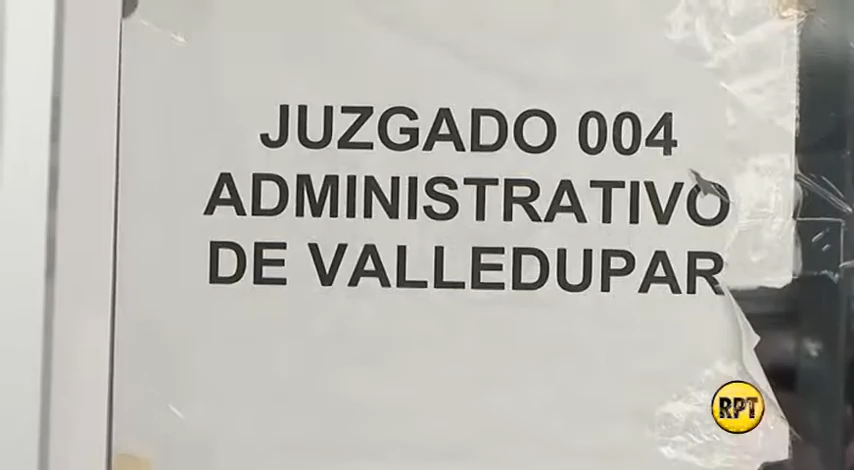 JUZGADO 004
ADMINISTRATIVO
DE VALLEDUPAR
RPT